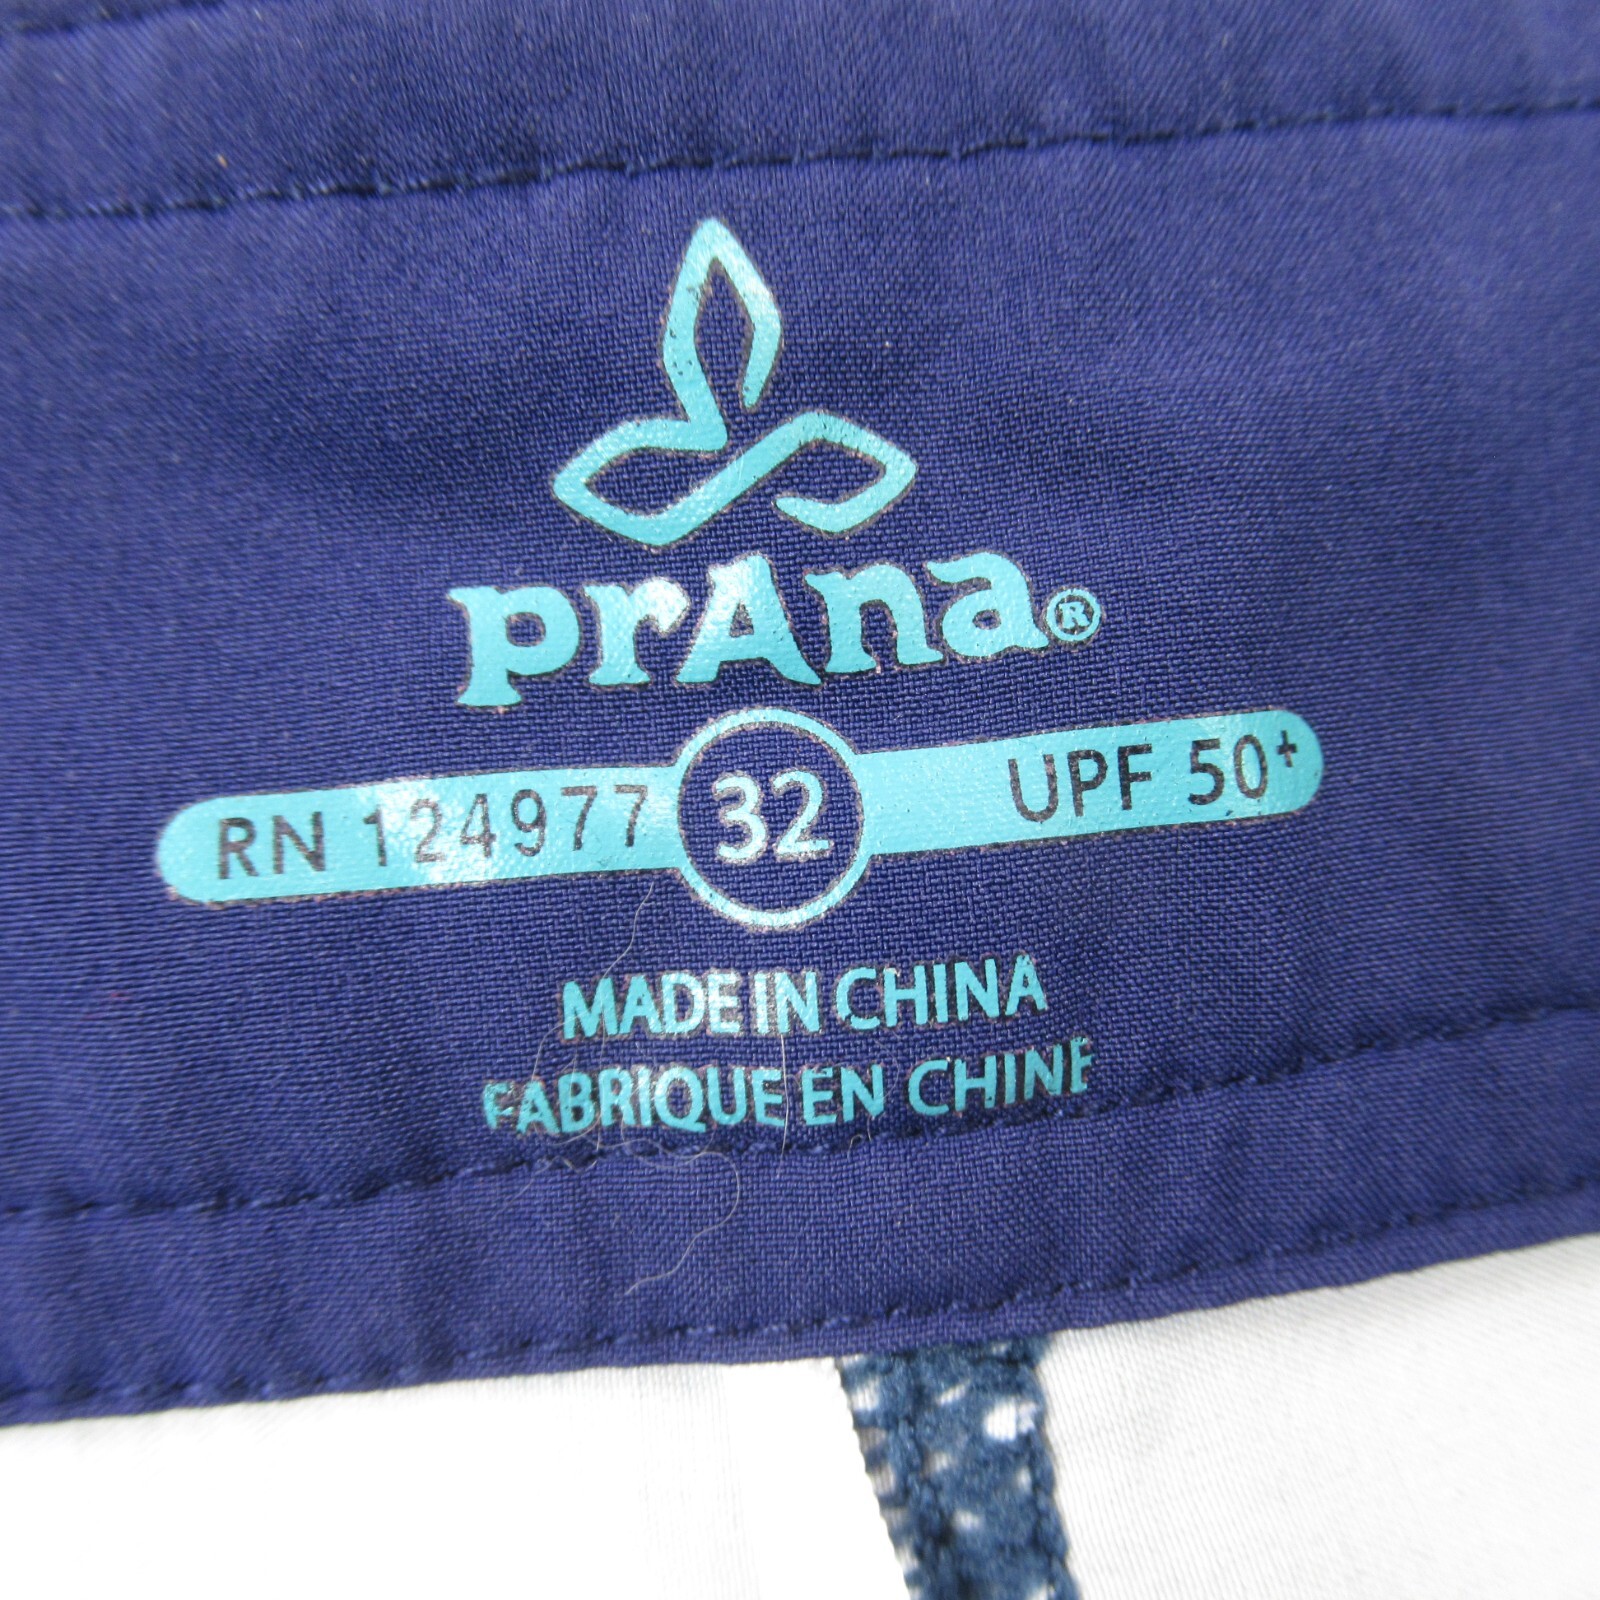 prAna®
RN 124977 32 UPF 50+
MADE IN CHINA
FABRIQUE EN CHINE